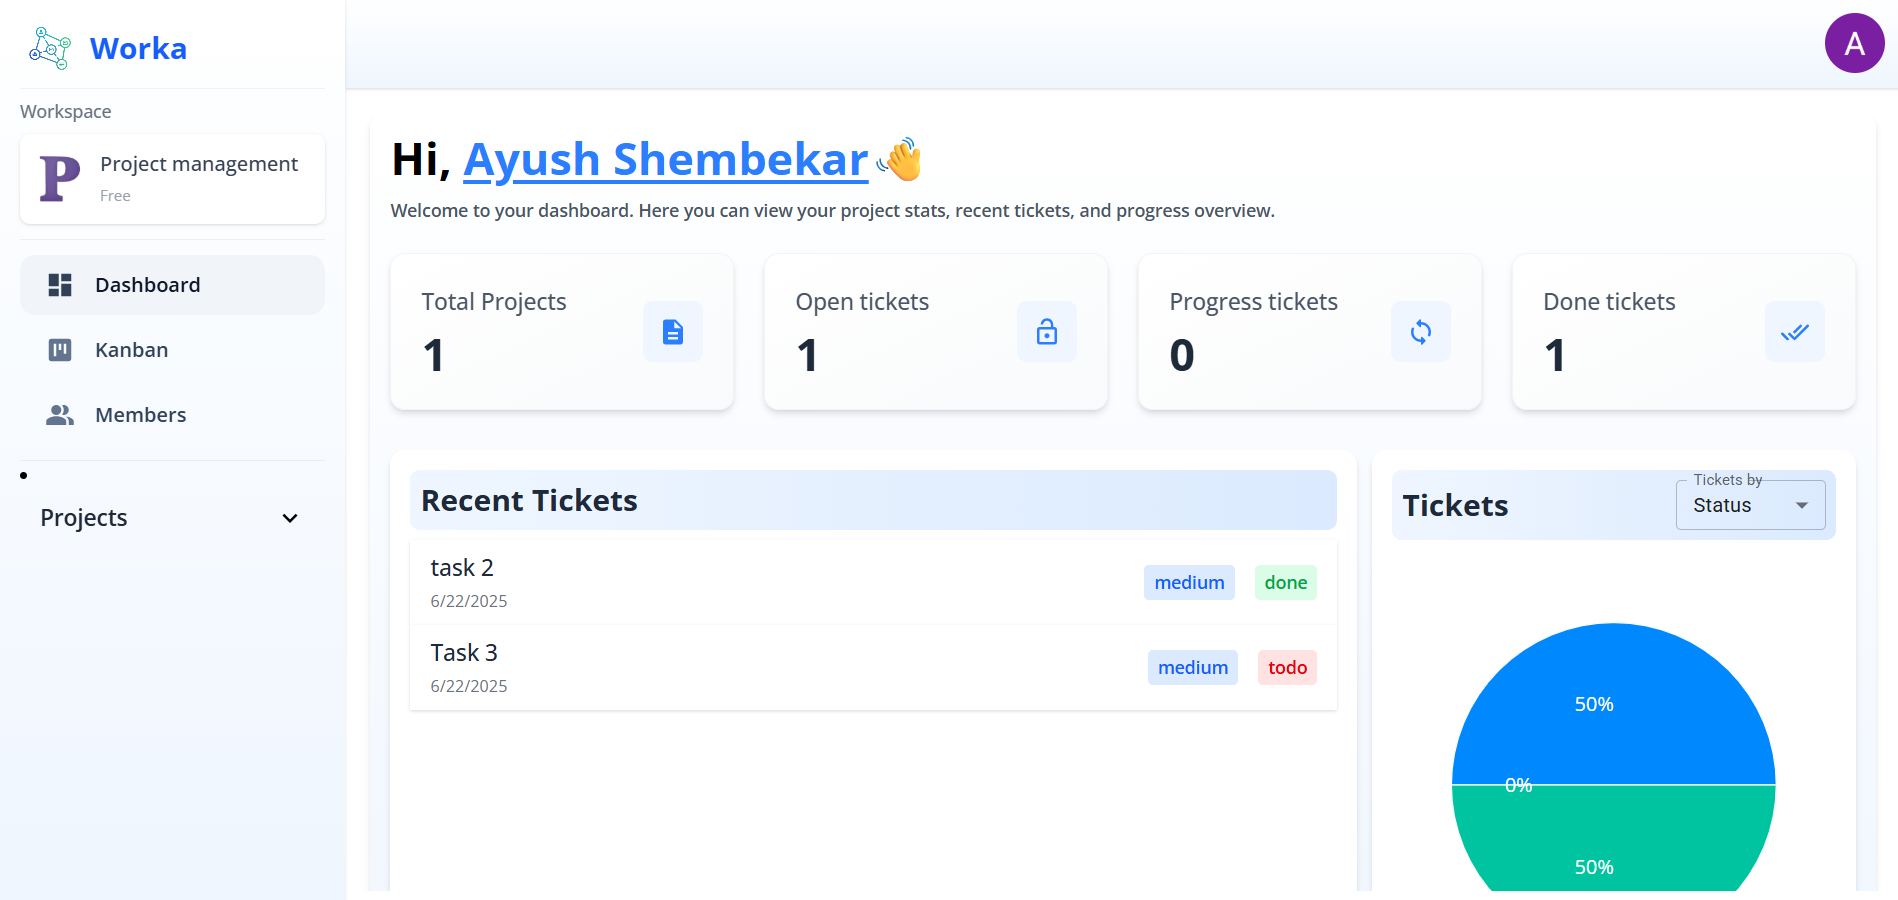 Worka
A
Workspace
P
Project management
Free
Dashboard
Kanban
Members
Projects
Hi, Ayush Shembekar 👋
Welcome to your dashboard. Here you can view your project stats, recent tickets, and progress overview.
Total Projects
1
Open tickets
1
Progress tickets
0
Done tickets
1
Recent Tickets
task 2
6/22/2025
medium
done
Task 3
6/22/2025
medium
todo
Tickets
Tickets by
Status
50%
0%
50%